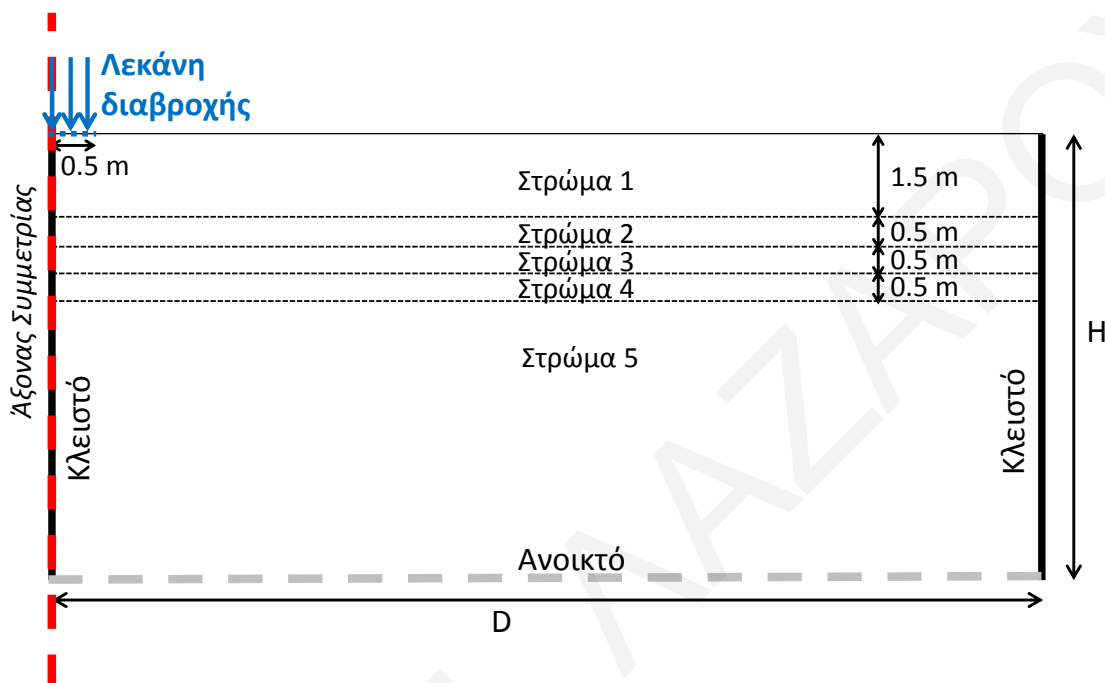 Λεκάνη
διαβροχής
0.5 m
Άξονας Συμμετρίας
Κλειστό
Στρώμα 1
1.5 m
Στρώμα 2
0.5 m
Στρώμα 3
0.5 m
Στρώμα 4
0.5 m
Στρώμα 5
H
Κλειστό
Ανοικτό
D
ΛΑΖΑΡΟΥ